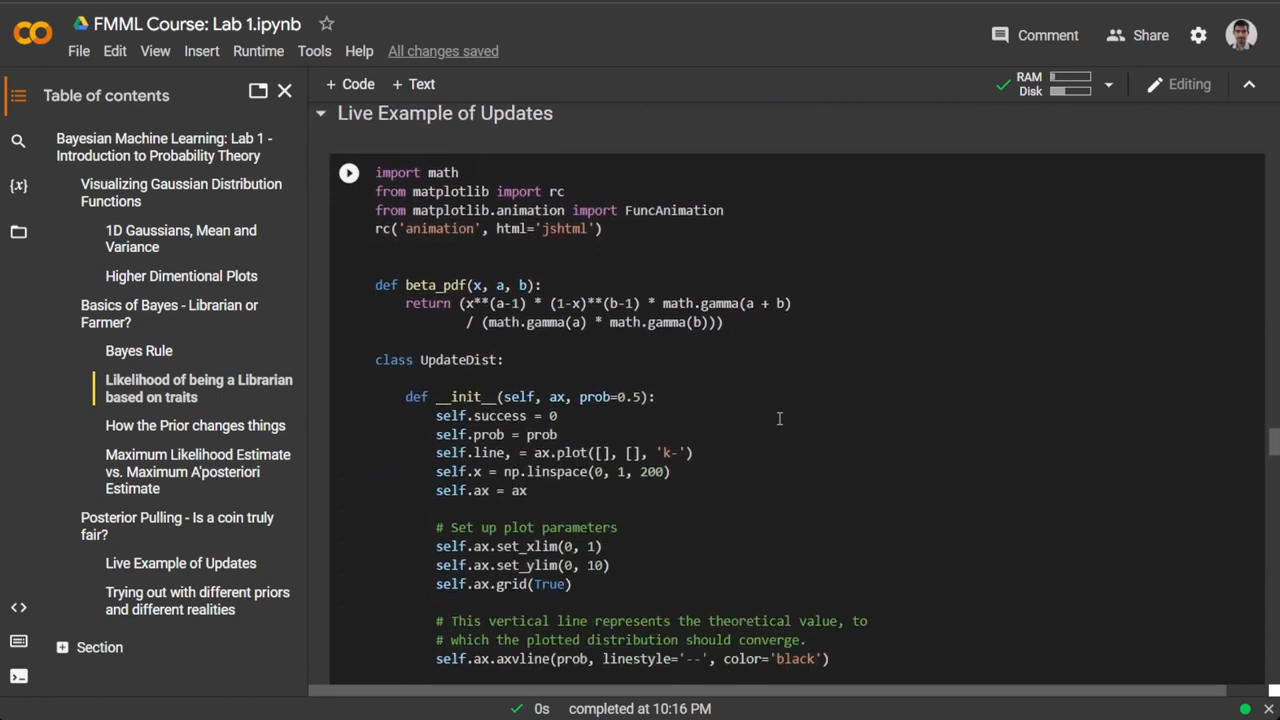 FMML Course: Lab 1.ipynb
File Edit View Insert Runtime Tools Help All changes saved
Comment Share
+ Code + Text
RAM
Disk
Editing
Table of contents
Bayesian Machine Learning: Lab 1 -
Introduction to Probability Theory
Visualizing Gaussian Distribution
Functions
1D Gaussians, Mean and
Variance
Higher Dimentional Plots
Basics of Bayes - Librarian or
Farmer?
Bayes Rule
Likelihood of being a Librarian
based on traits
How the Prior changes things
Maximum Likelihood Estimate
vs. Maximum A'posteriori
Estimate
Posterior Pulling - Is a coin truly
fair?
Live Example of Updates
Trying out with different priors
and different realities
Section
Live Example of Updates
import math
from matplotlib import rc
from matplotlib.animation import FuncAnimation
rc('animation', html='jshtml')
def beta_pdf(x, a, b):
return (x**(a-1) * (1-x)**(b-1) * math.gamma(a + b)
/ (math.gamma(a) * math.gamma(b)))
class UpdateDist:
def __init__(self, ax, prob=0.5):
self.success = 0
self.prob = prob
self.line, = ax.plot([], [], 'k-')
self.x = np.linspace(0, 1, 200)
self.ax = ax
# Set up plot parameters
self.ax.set_xlim(0, 1)
self.ax.set_ylim(0, 10)
self.ax.grid(True)
# This vertical line represents the theoretical value, to
# which the plotted distribution should converge.
self.ax.axvline(prob, linestyle='--', color='black')
0s completed at 10:16 PM